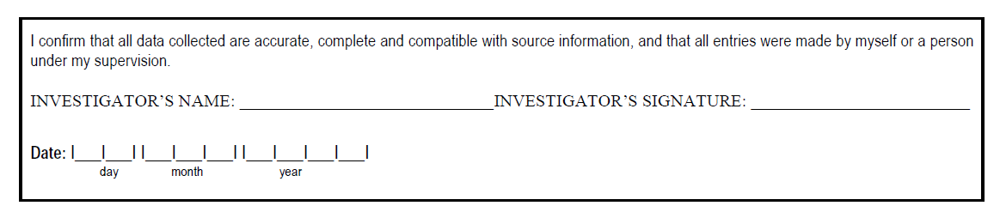 I confirm that all data collected are accurate, complete and compatible with source information, and that all entries were made by myself or a person
under my supervision.
INVESTIGATOR’S NAME: ______________________________INVESTIGATOR’S SIGNATURE: __________________________
Date: |___|___| |___|___|___| |___|___|___|___|
day month year